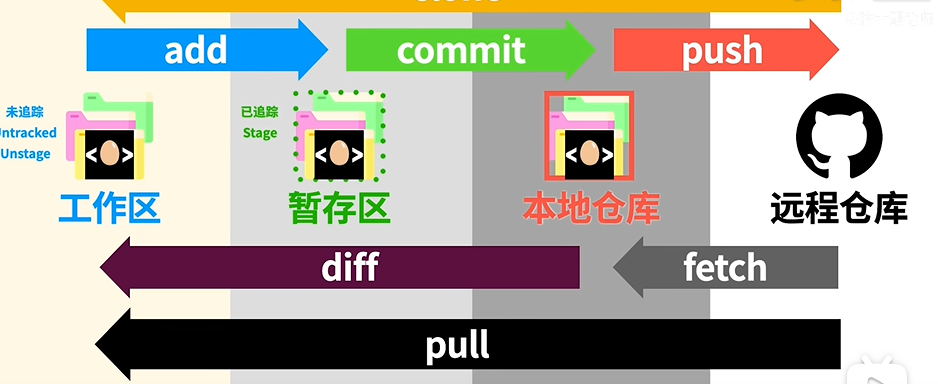 add
commit
push
未追踪
Untracked
Unstage
已追踪
Stage
< >
< >
< >
工作区
暂存区
本地仓库
远程仓库
diff
fetch
pull